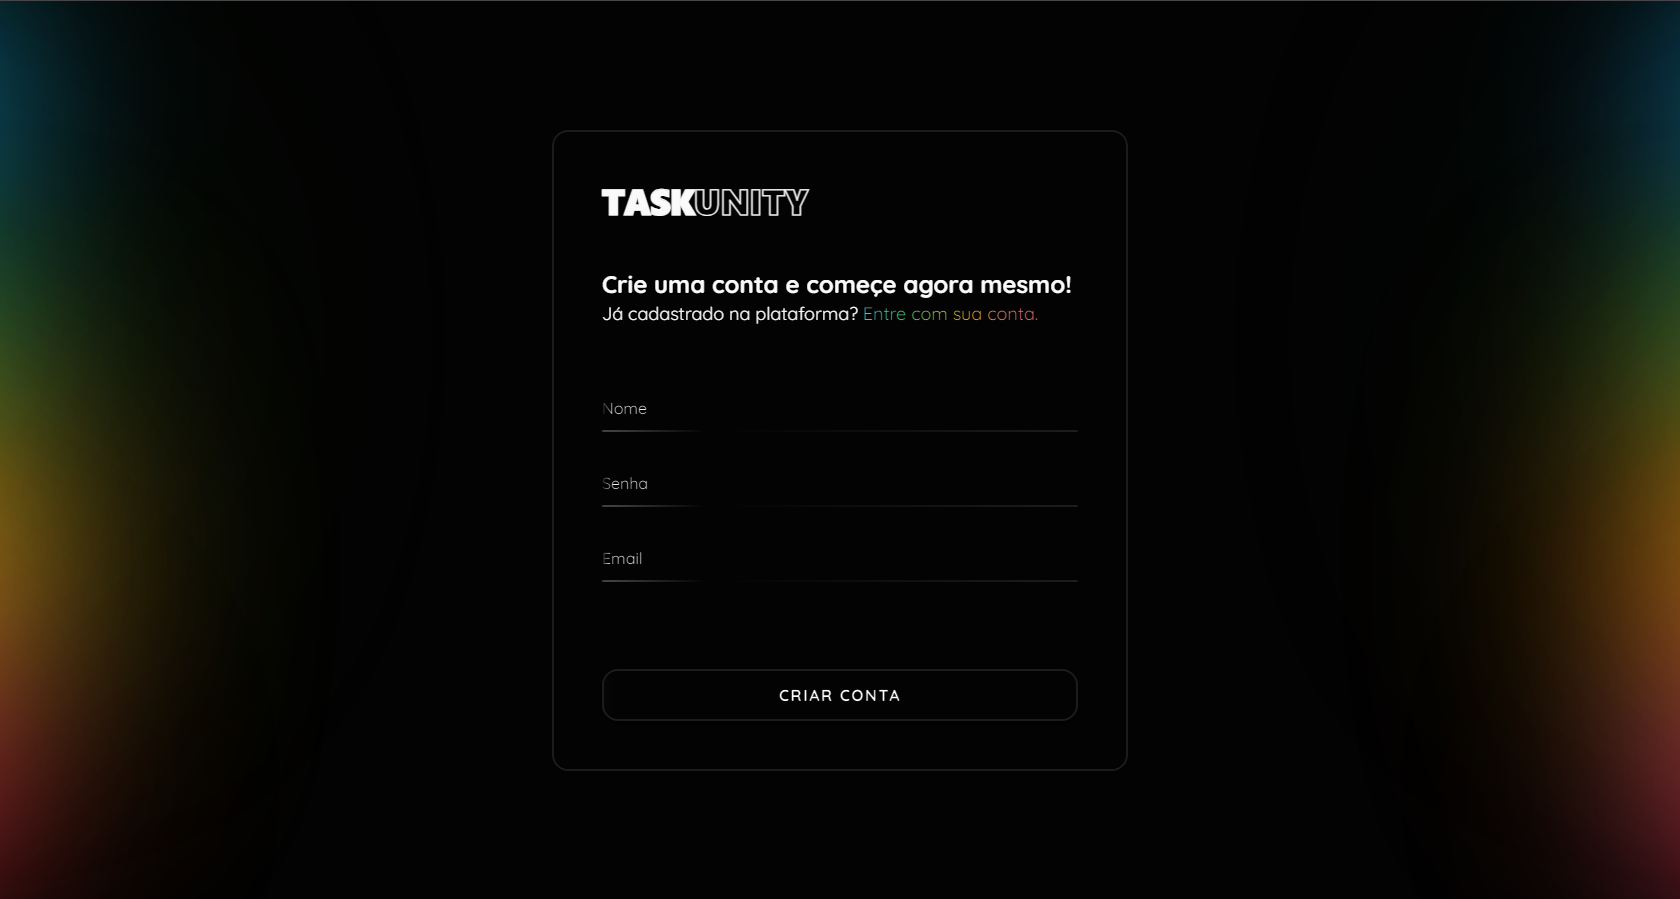 TASKUNITY
Crie uma conta e começe agora mesmo!
Já cadastrado na plataforma? Entre com sua conta.
Nome
Senha
Email
CRIAR CONTA